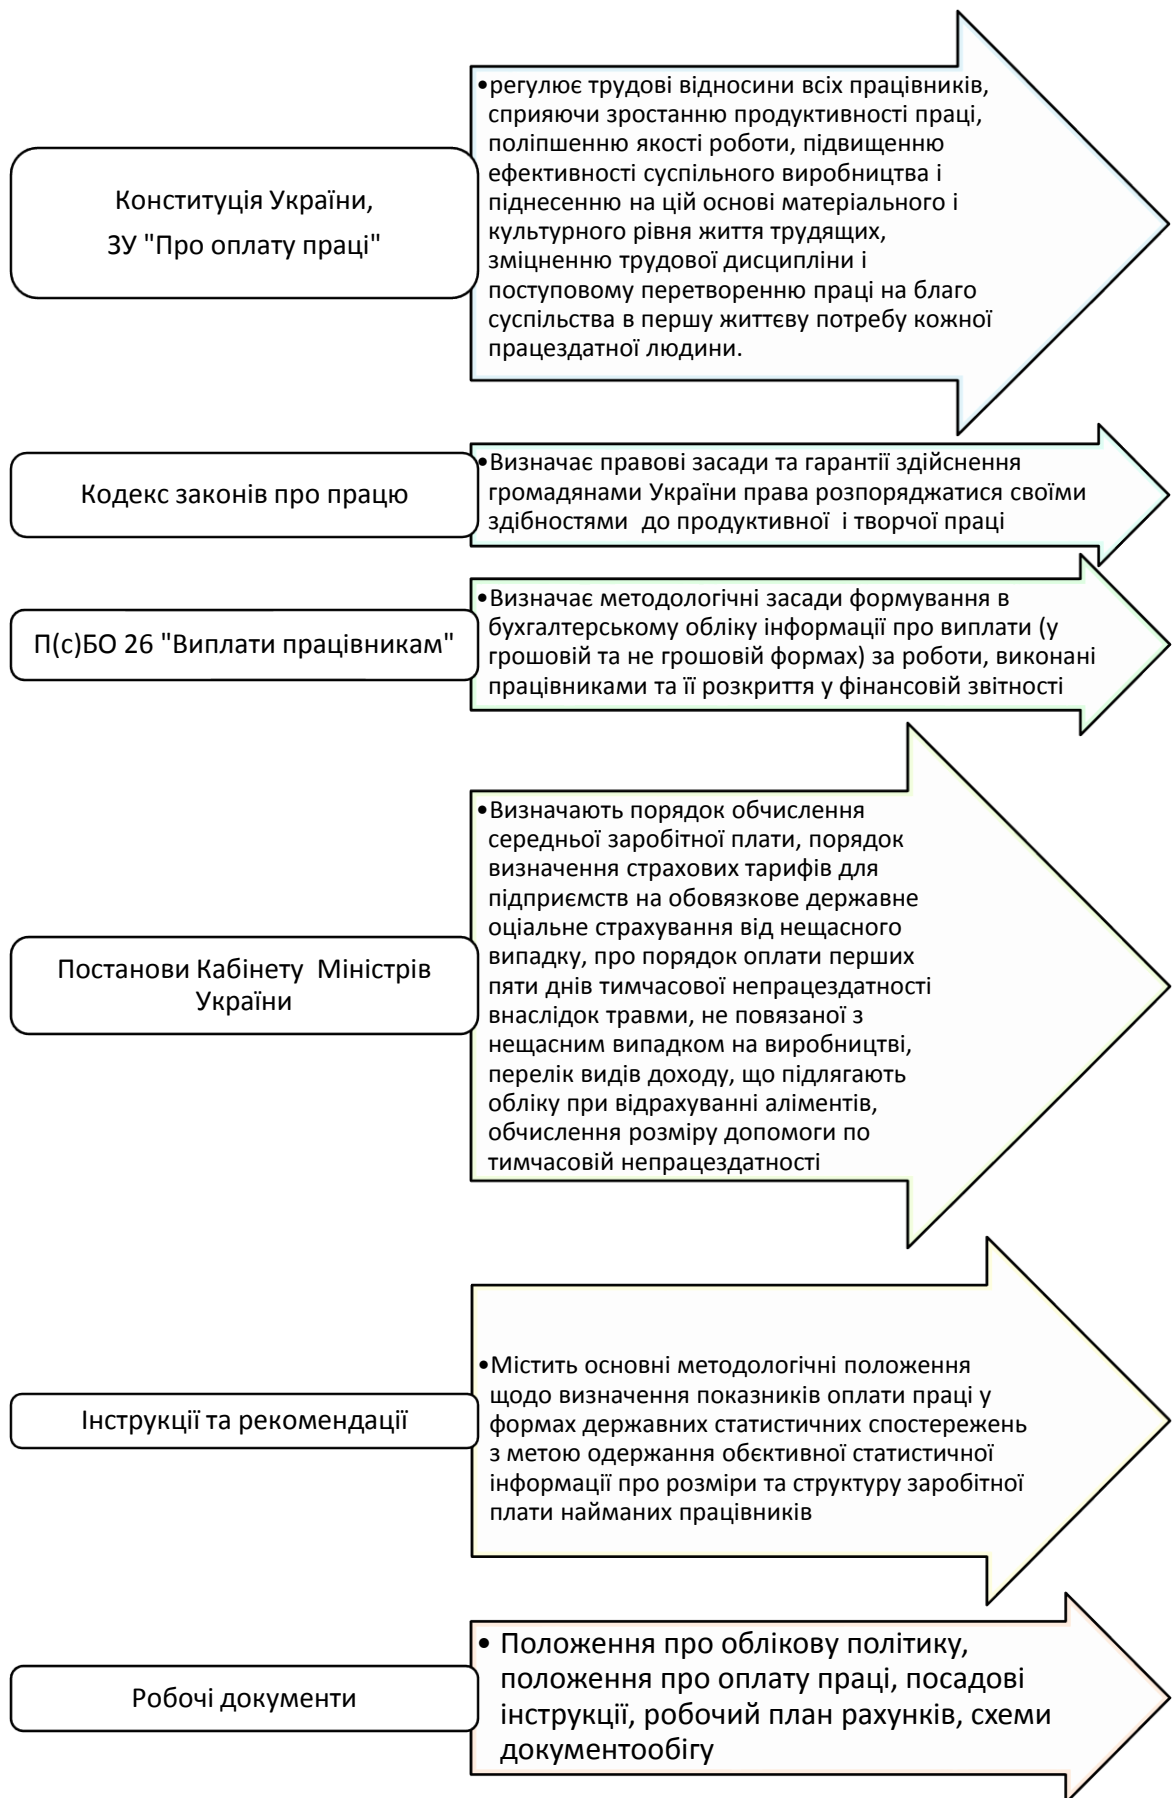 •регулює трудові відносини всіх працівників,
сприяючи зростанню продуктивності праці,
поліпшенню якості роботи, підвищенню
ефективності суспільного виробництва і
піднесенню на цій основі матеріального і
культурного рівня життя трудящих,
зміцненню трудової дисципліни і
поступовому перетворенню праці на благо
суспільства в першу життєву потребу кожної
працездатної людини.
Конституція України,
ЗУ "Про оплату праці"
Кодекс законів про працю
•Визначає правові засади та гарантії здійснення
громадянами України права розпоряджатися своїми
здібностями до продуктивної і творчої праці
П(с)БО 26 "Виплати працівникам"
•Визначає методологічні засади формування в
бухгалтерському обліку інформації про виплати (у
грошовій та не грошовій формах) за роботи, виконані
працівниками та її розкриття у фінансовій звітності
Постанови Кабінету Міністрів
України
•Визначають порядок обчислення
середньої заробітної плати, порядок
визначення страхових тарифів для
підприємств на обовязкове державне
оціальне страхування від нещасного
випадку, про порядок оплати перших
пяти днів тимчасової непрацездатності
внаслідок травми, не повязаної з
нещасним випадком на виробництві,
перелік видів доходу, що підлягають
обліку при відрахуванні аліментів,
обчислення розміру допомоги по
тимчасовій непрацездатності
Інструкції та рекомендації
•Містить основні методологічні положення
щодо визначення показників оплати праці у
формах державних статистичних спостережень
з метою одержання обєктивної статистичної
інформації про розміри та структуру заробітної
плати найманих працівників
Робочі документи
• Положення про облікову політику,
положення про оплату праці, посадові
інструкції, робочий план рахунків, схеми
документообігу